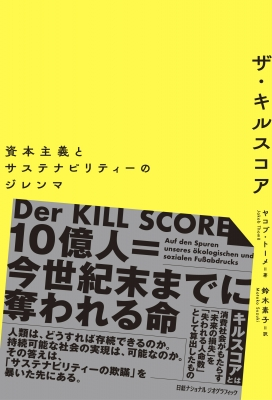 ザ・キルスコア
資本主義と
サステナビリティーの
ジレンマ
ヤコブ・トーメ=著
鈴木素子=訳
Der KILL SCORE
Auf den Spuren
unseres ökologischen und
sozialen Fußabdrucks
10億人=
今世紀末までに
奪われる命
キルスコアとは
消費社会がもたらす
「未来の損失」を
「失われる人命数」
として算出したもの
人類は、どうすれば存続できるのか。
持続可能な社会の実現は、可能なのか。
その答えは、
「サステナビリティーの欺瞞」を
暴いた先にある。
日経ナショナル ジオグラフィック